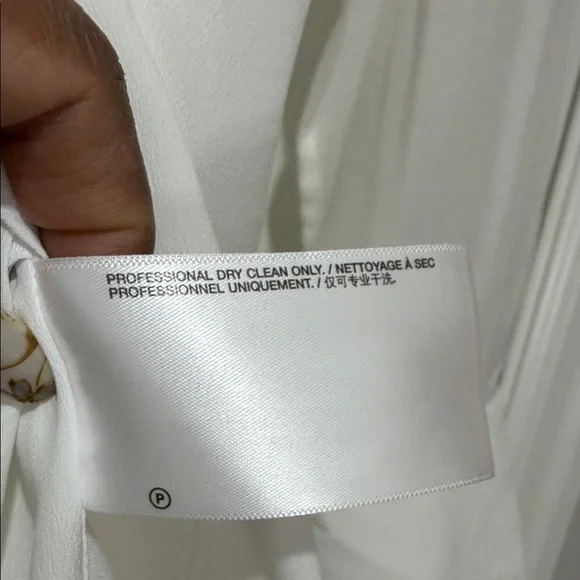 PROFESSIONAL DRY CLEAN ONLY. / NETTOYAGE À SEC
PROFESSIONNEL UNIQUEMENT. / 仅可专业干洗.
P